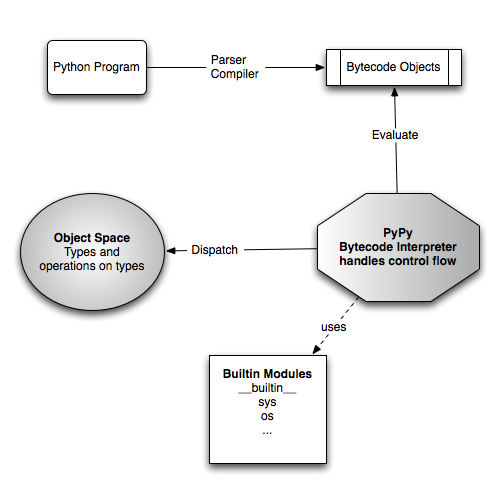 Python Program
Parser
Compiler
Bytecode Objects
Evaluate
Object Space
Types and
operations on types
Dispatch
PyPy
Bytecode Interpreter
handles control flow
uses
Builtin Modules
__builtin__
sys
os
...